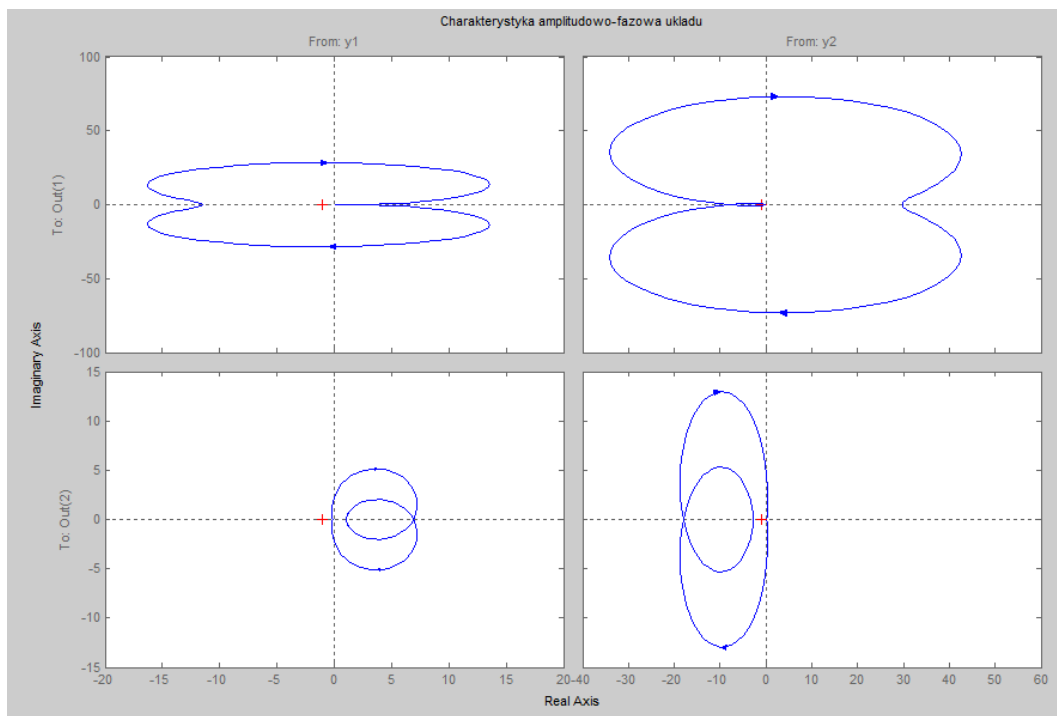 Charakterystyka amplitudowo-fazowa ukladu
From: y1
From: y2
Imaginary Axis
To: Out(1)
100
50
0
-50
-100
To: Out(2)
15
10
5
0
-5
-10
-15
-20 -15 -10 -5 0 5 10 15 20
-40 -30 -20 -10 0 10 20 30 40 50 60
Real Axis